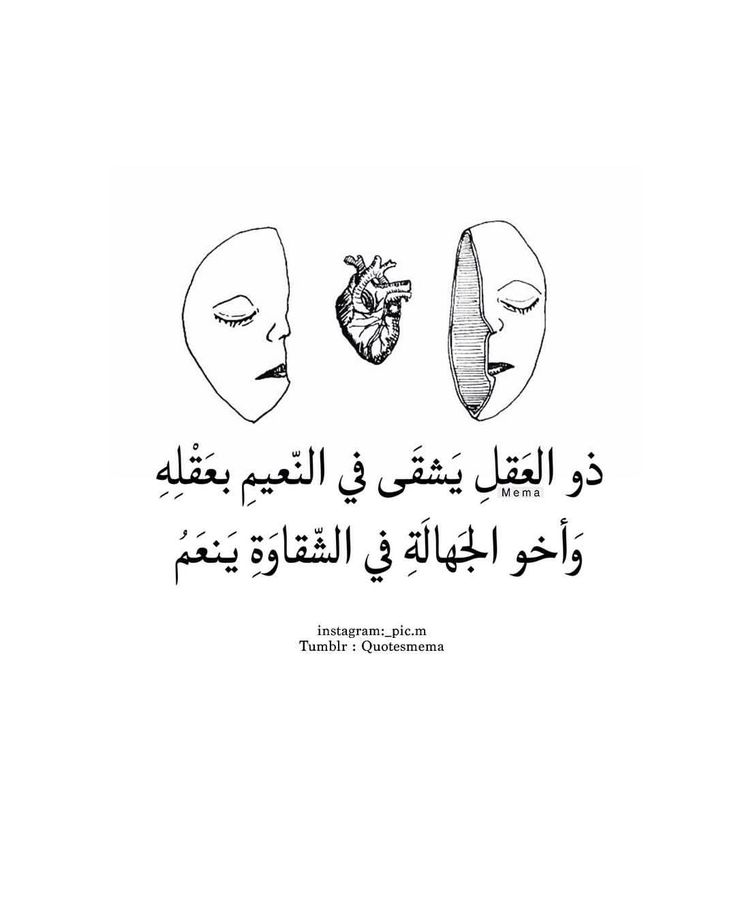 ذو العَقلِ يَشقَى في النّعيمِ بعَقْلِهِ
Mema
وَأخو الجَهالَةِ في الشّقاوَةِ يَنعَمُ
instagram:_pic.m
Tumblr : Quotesmema